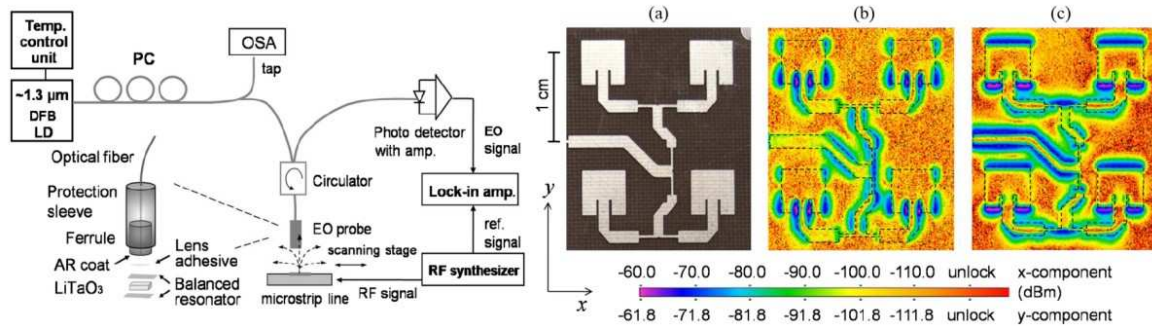 Temp.
control
unit
~1.3 μm
DFB
LD
PC
OSA
tap
Photo detector
with amp.
EO
signal
Optical fiber
Protection
sleeve
Ferrule
AR coat
LiTaO₃
Lens
adhesive
Balanced
resonator
Circulator
EO probe
scanning stage
microstrip line
RF signal
Lock-in amp.
ref.
signal
RF synthesizer
(a)
(b)
(c)
1 cm
y
x
-60.0 -70.0 -80.0 -90.0 -100.0 -110.0 unlock x-component
(dBm)
-61.8 -71.8 -81.8 -91.8 -101.8 -111.8 unlock y-component